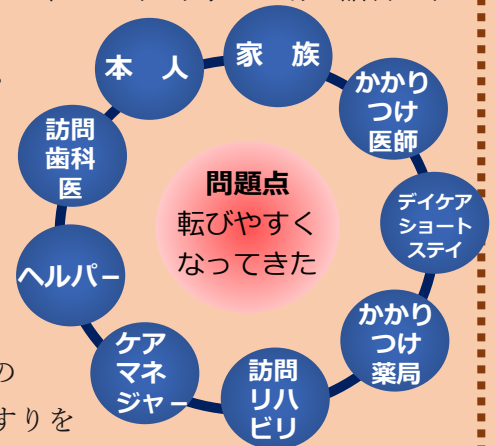 本　人
家　族
かかり
つけ
医師
デイケア
ショート
ステイ
かかり
つけ
薬局
訪問
リハ
ビリ
ケア
マネ
ジャー
ヘルパー
訪問
歯科
医
問題点
転びやすく
なってきた
の
すりを